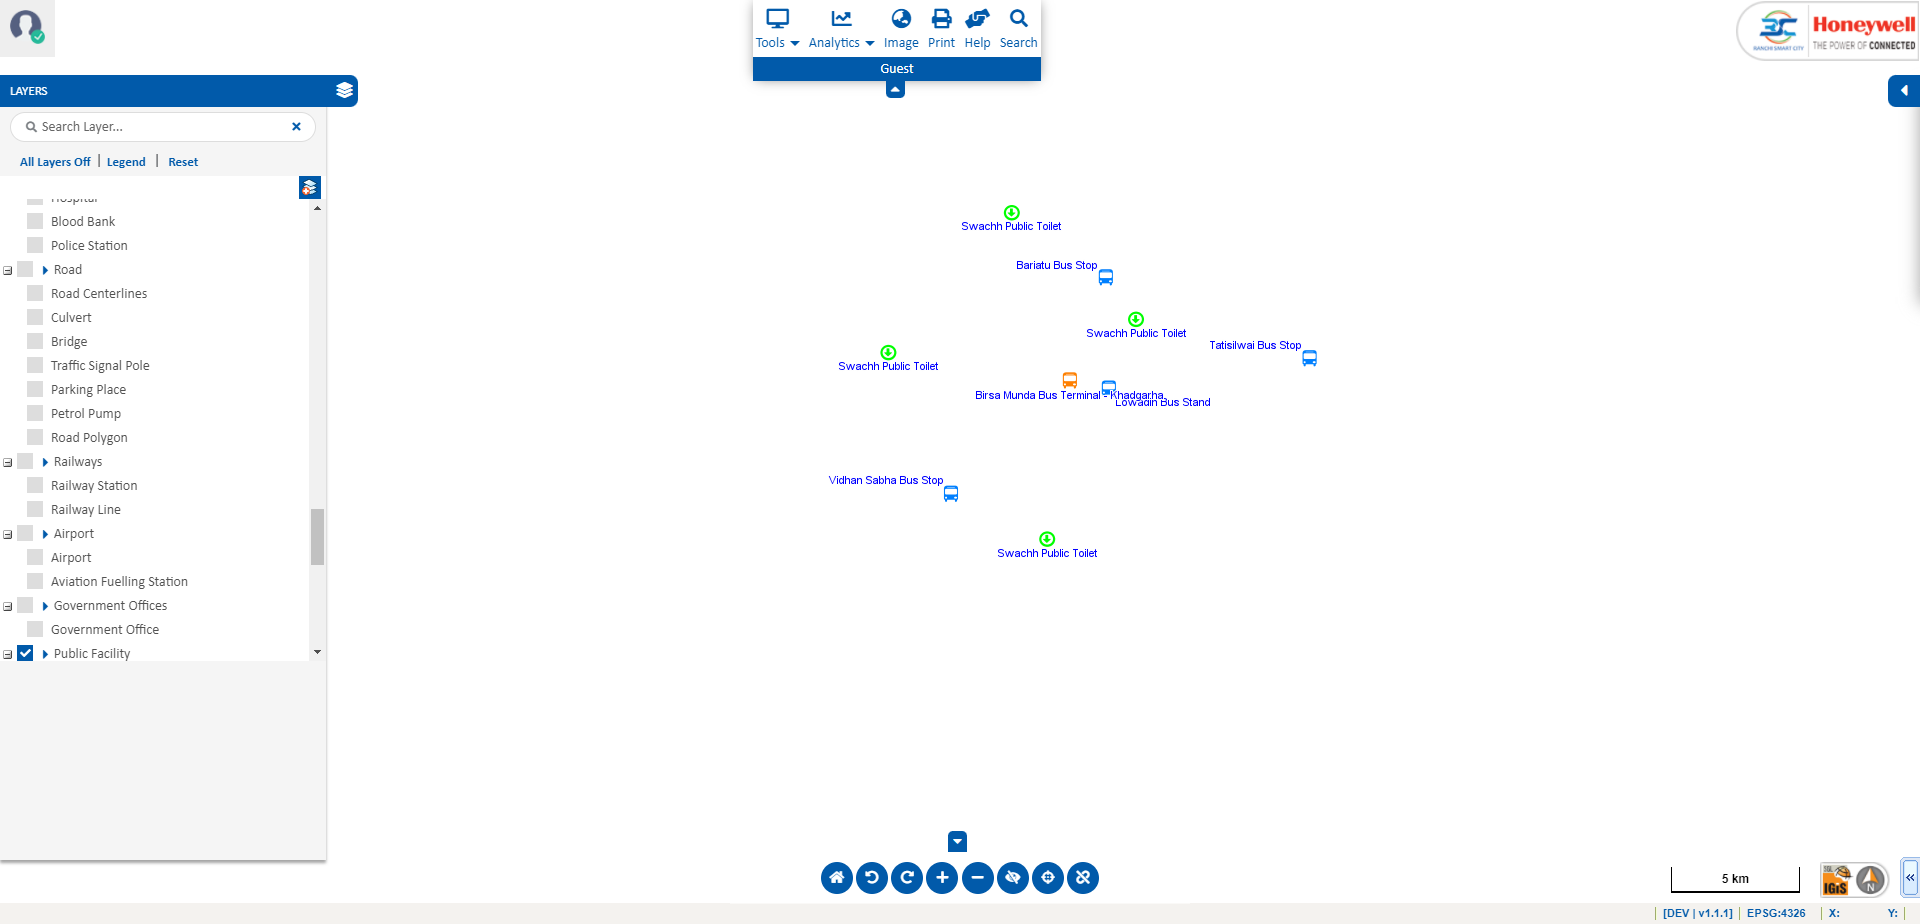 Tools
Analytics
Image
Print
Help
Search
Guest
RANCHI SMART CITY
Honeywell
THE POWER OF CONNECTED
LAYERS
Search Layer...
All Layers Off | Legend | Reset
Hospital
Blood Bank
Police Station
Road
Road Centerlines
Culvert
Bridge
Traffic Signal Pole
Parking Place
Petrol Pump
Road Polygon
Railways
Railway Station
Railway Line
Airport
Airport
Aviation Fuelling Station
Government Offices
Government Office
Public Facility
Swachh Public Toilet
Bariatu Bus Stop
Swachh Public Toilet
Tatisilwai Bus Stop
Swachh Public Toilet
Birsa Munda Bus Terminal - Khadgarha
Lowadih Bus Stand
Vidhan Sabha Bus Stop
Swachh Public Toilet
5 km
IGiS
N
[DEV | v1.1.1] EPSG:4326 X: Y: